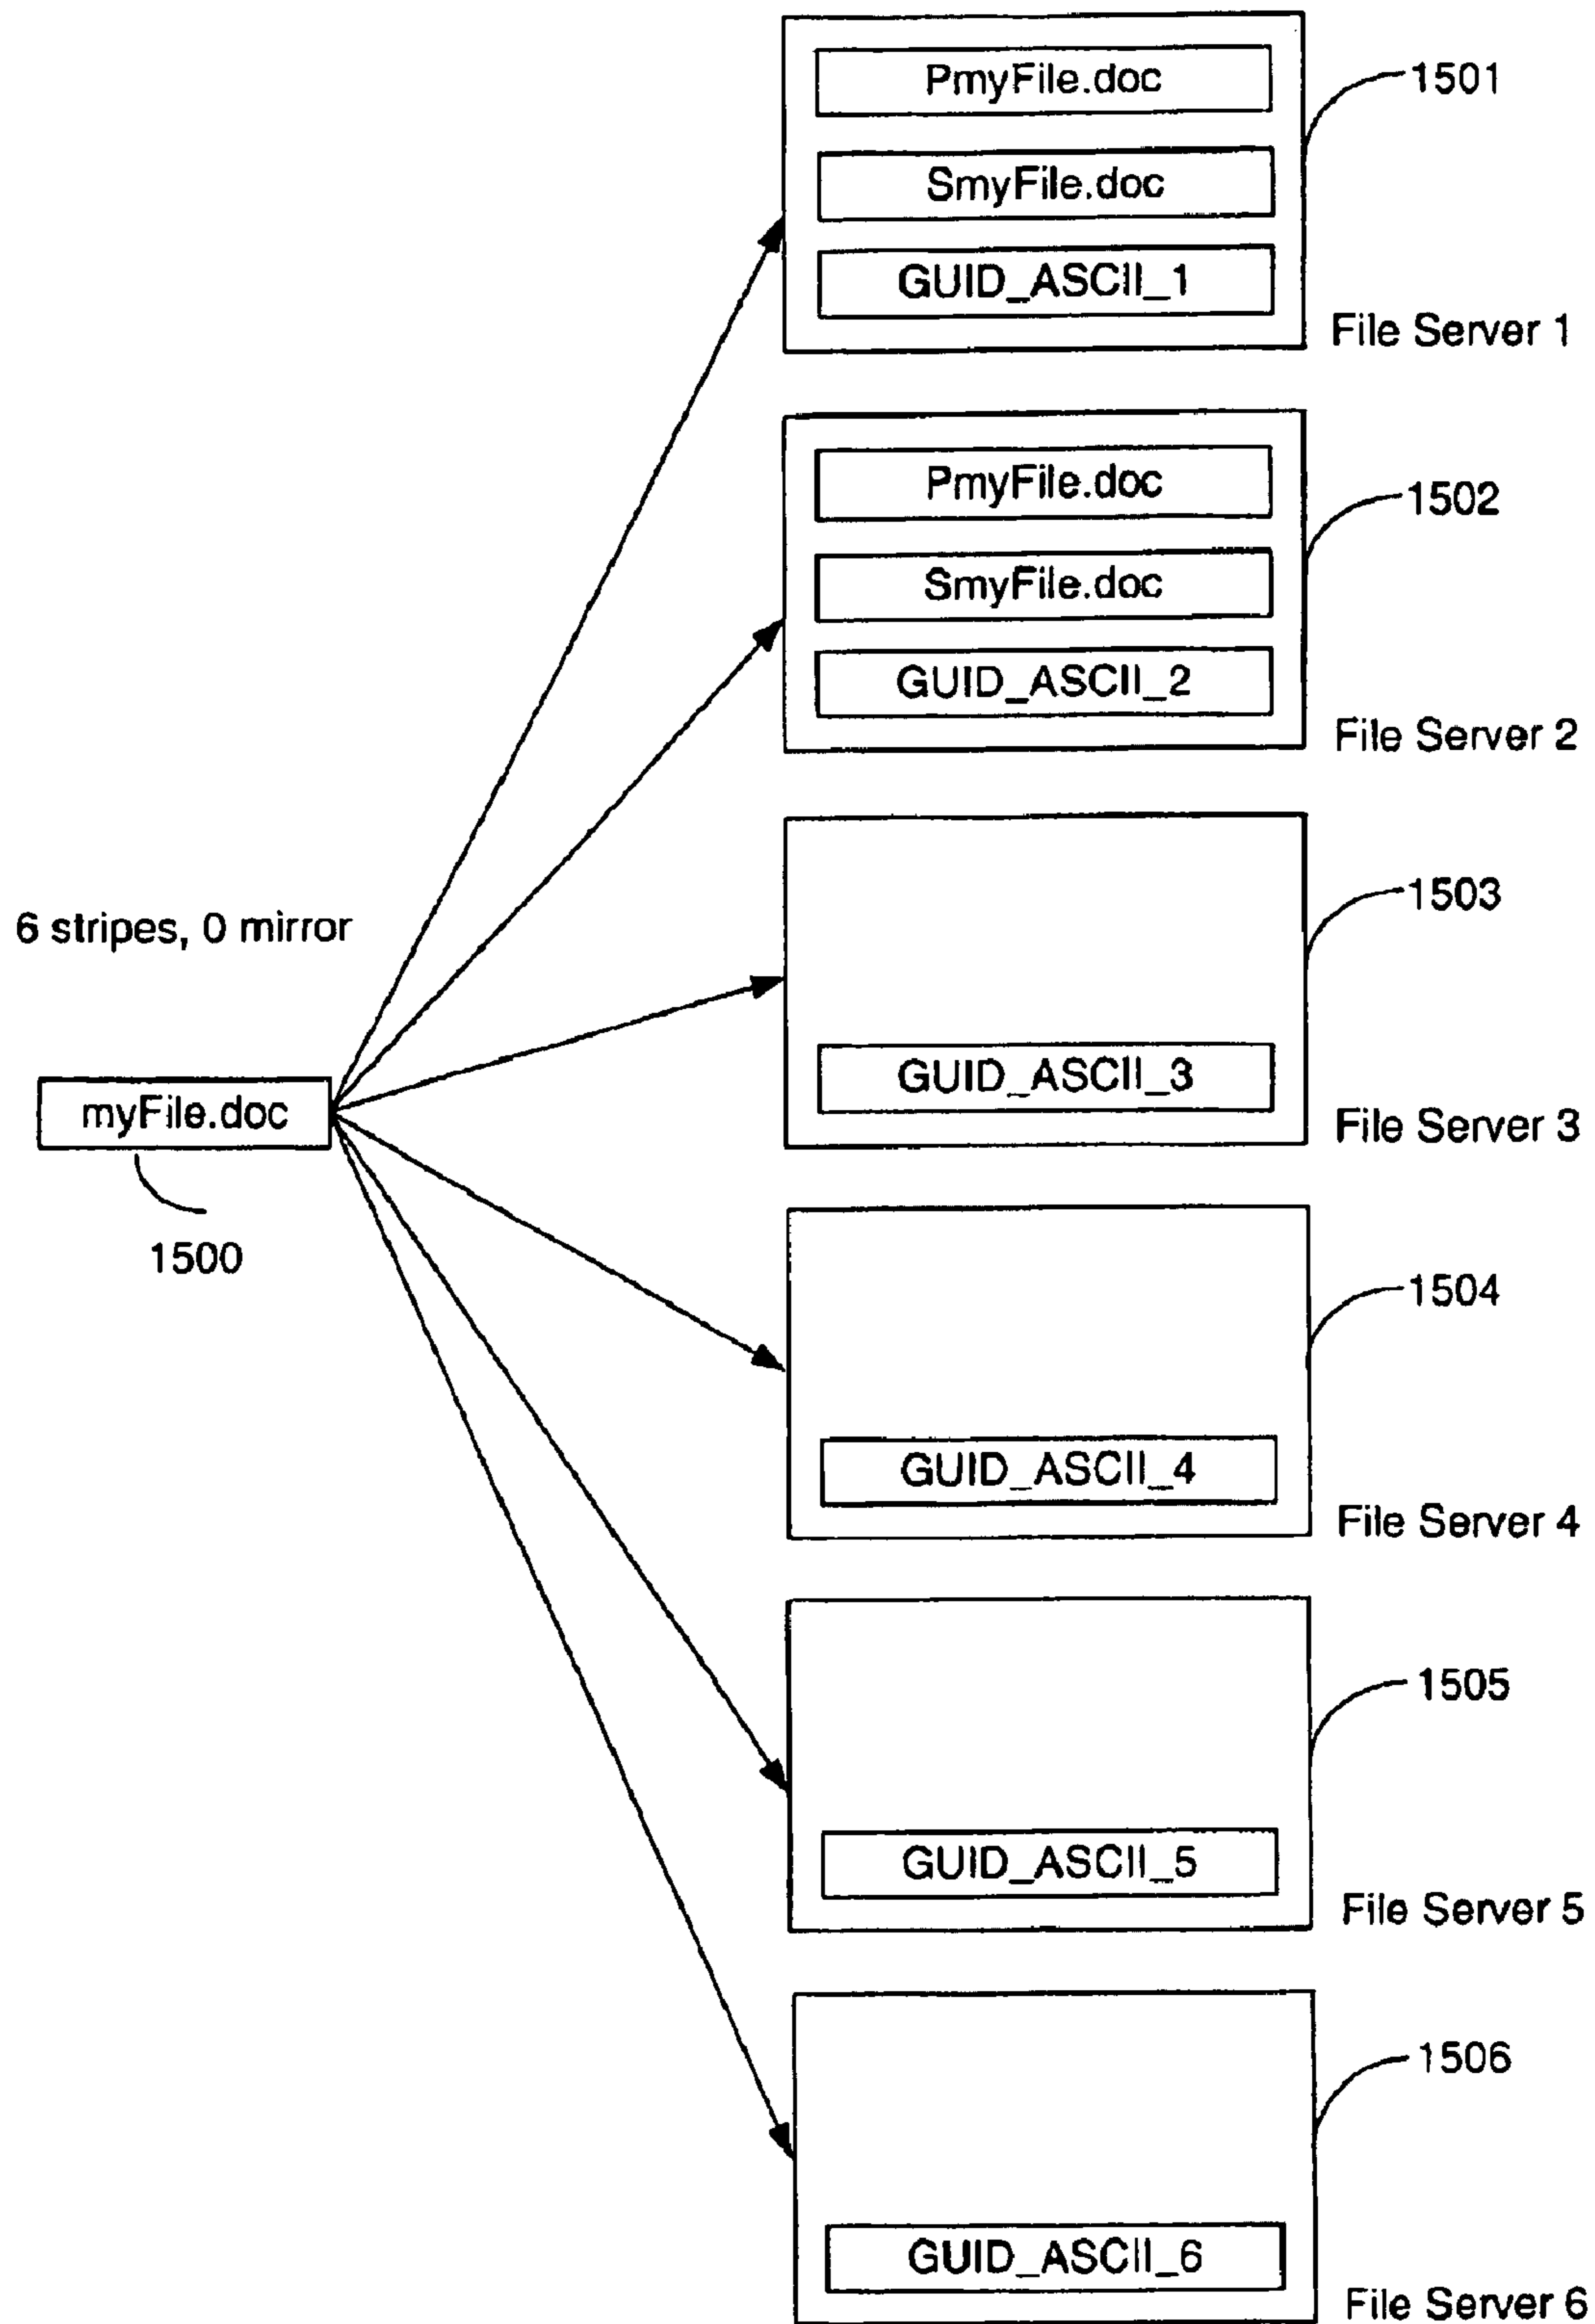 PmyFile.doc
1501
SmyFile.doc
GUID_ASCII_1
File Server 1
PmyFile.doc
1502
SmyFile.doc
GUID_ASCII_2
File Server 2
1503
6 stripes, 0 mirror
GUID_ASCII_3
myFile.doc
File Server 3
1500
1504
GUID_ASCII_4
File Server 4
1505
GUID_ASCII_5
File Server 5
1506
GUID_ASCII_6
File Server 6